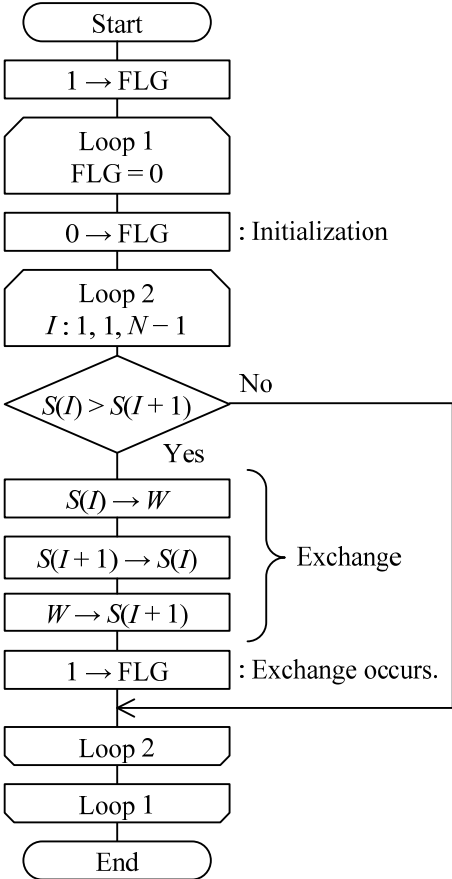 Start
1 → FLG
Loop 1
FLG = 0
0 → FLG
: Initialization
Loop 2
I : 1, 1, N − 1
S(I) > S(I + 1)
No
Yes
S(I) → W
S(I + 1) → S(I)
W → S(I + 1)
Exchange
1 → FLG
: Exchange occurs.
Loop 2
Loop 1
End